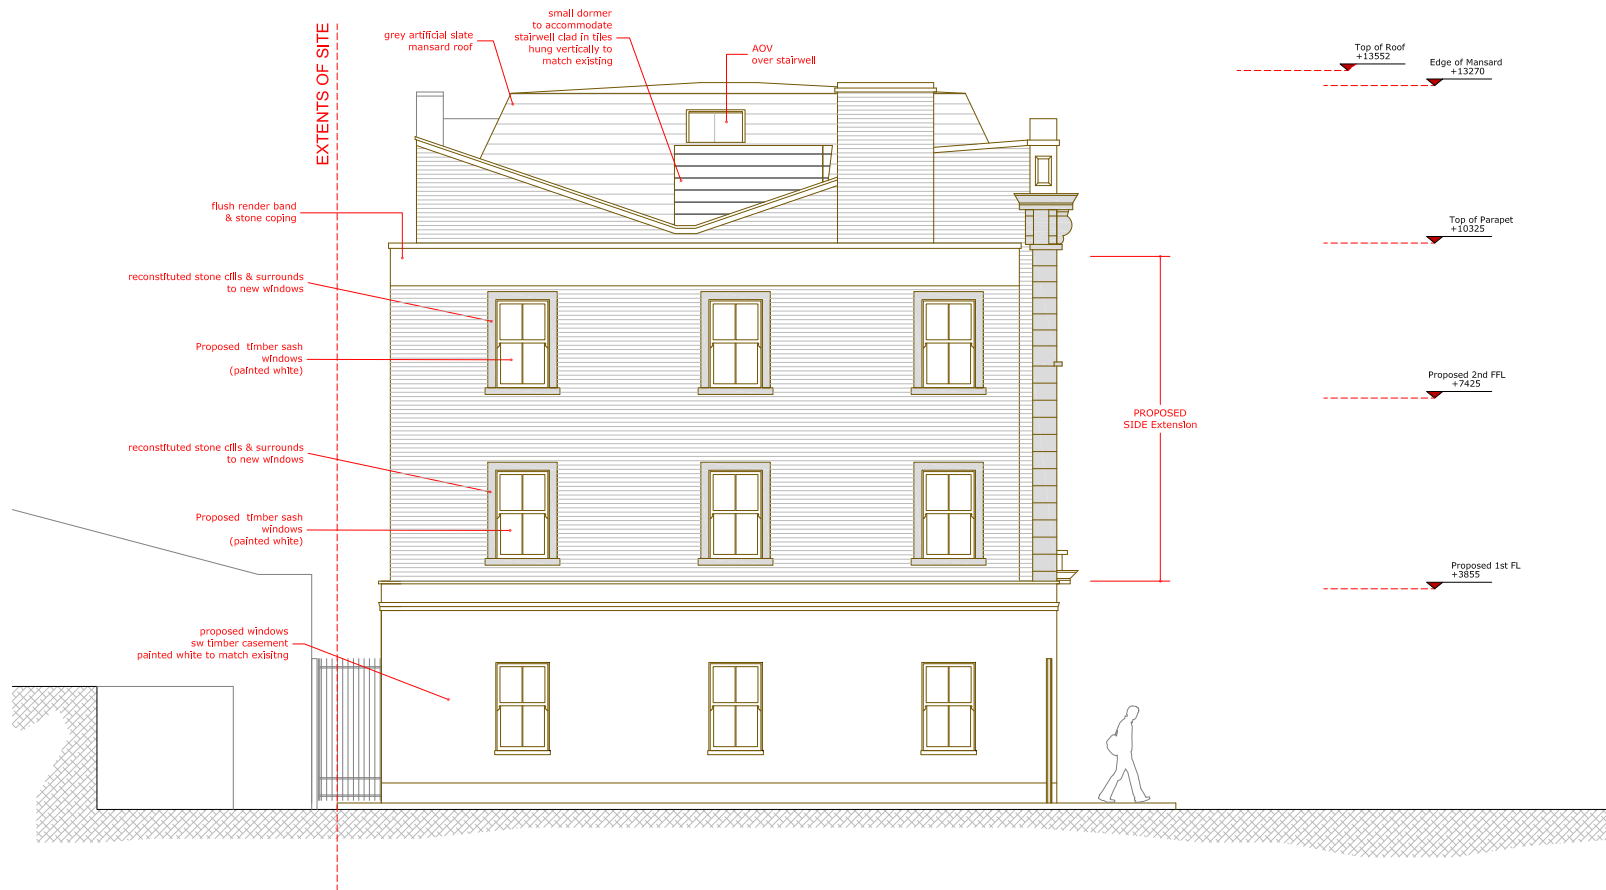 EXTENTS OF SITE
grey artificial slate
mansard roof
small dormer
to accommodate
stairwell clad in tiles
hung vertically to
match existing
AOV
over stairwell
Top of Roof
+13552
Edge of Mansard
+13270
flush render band
& stone coping
Top of Parapet
+10325
reconstituted stone cills & surrounds
to new windows
Proposed timber sash
windows
(painted white)
Proposed 2nd FFL
+7425
PROPOSED
SIDE Extension
reconstituted stone cills & surrounds
to new windows
Proposed timber sash
windows
(painted white)
Proposed 1st FL
+3855
proposed windows
sw timber casement
painted white to match exisitng